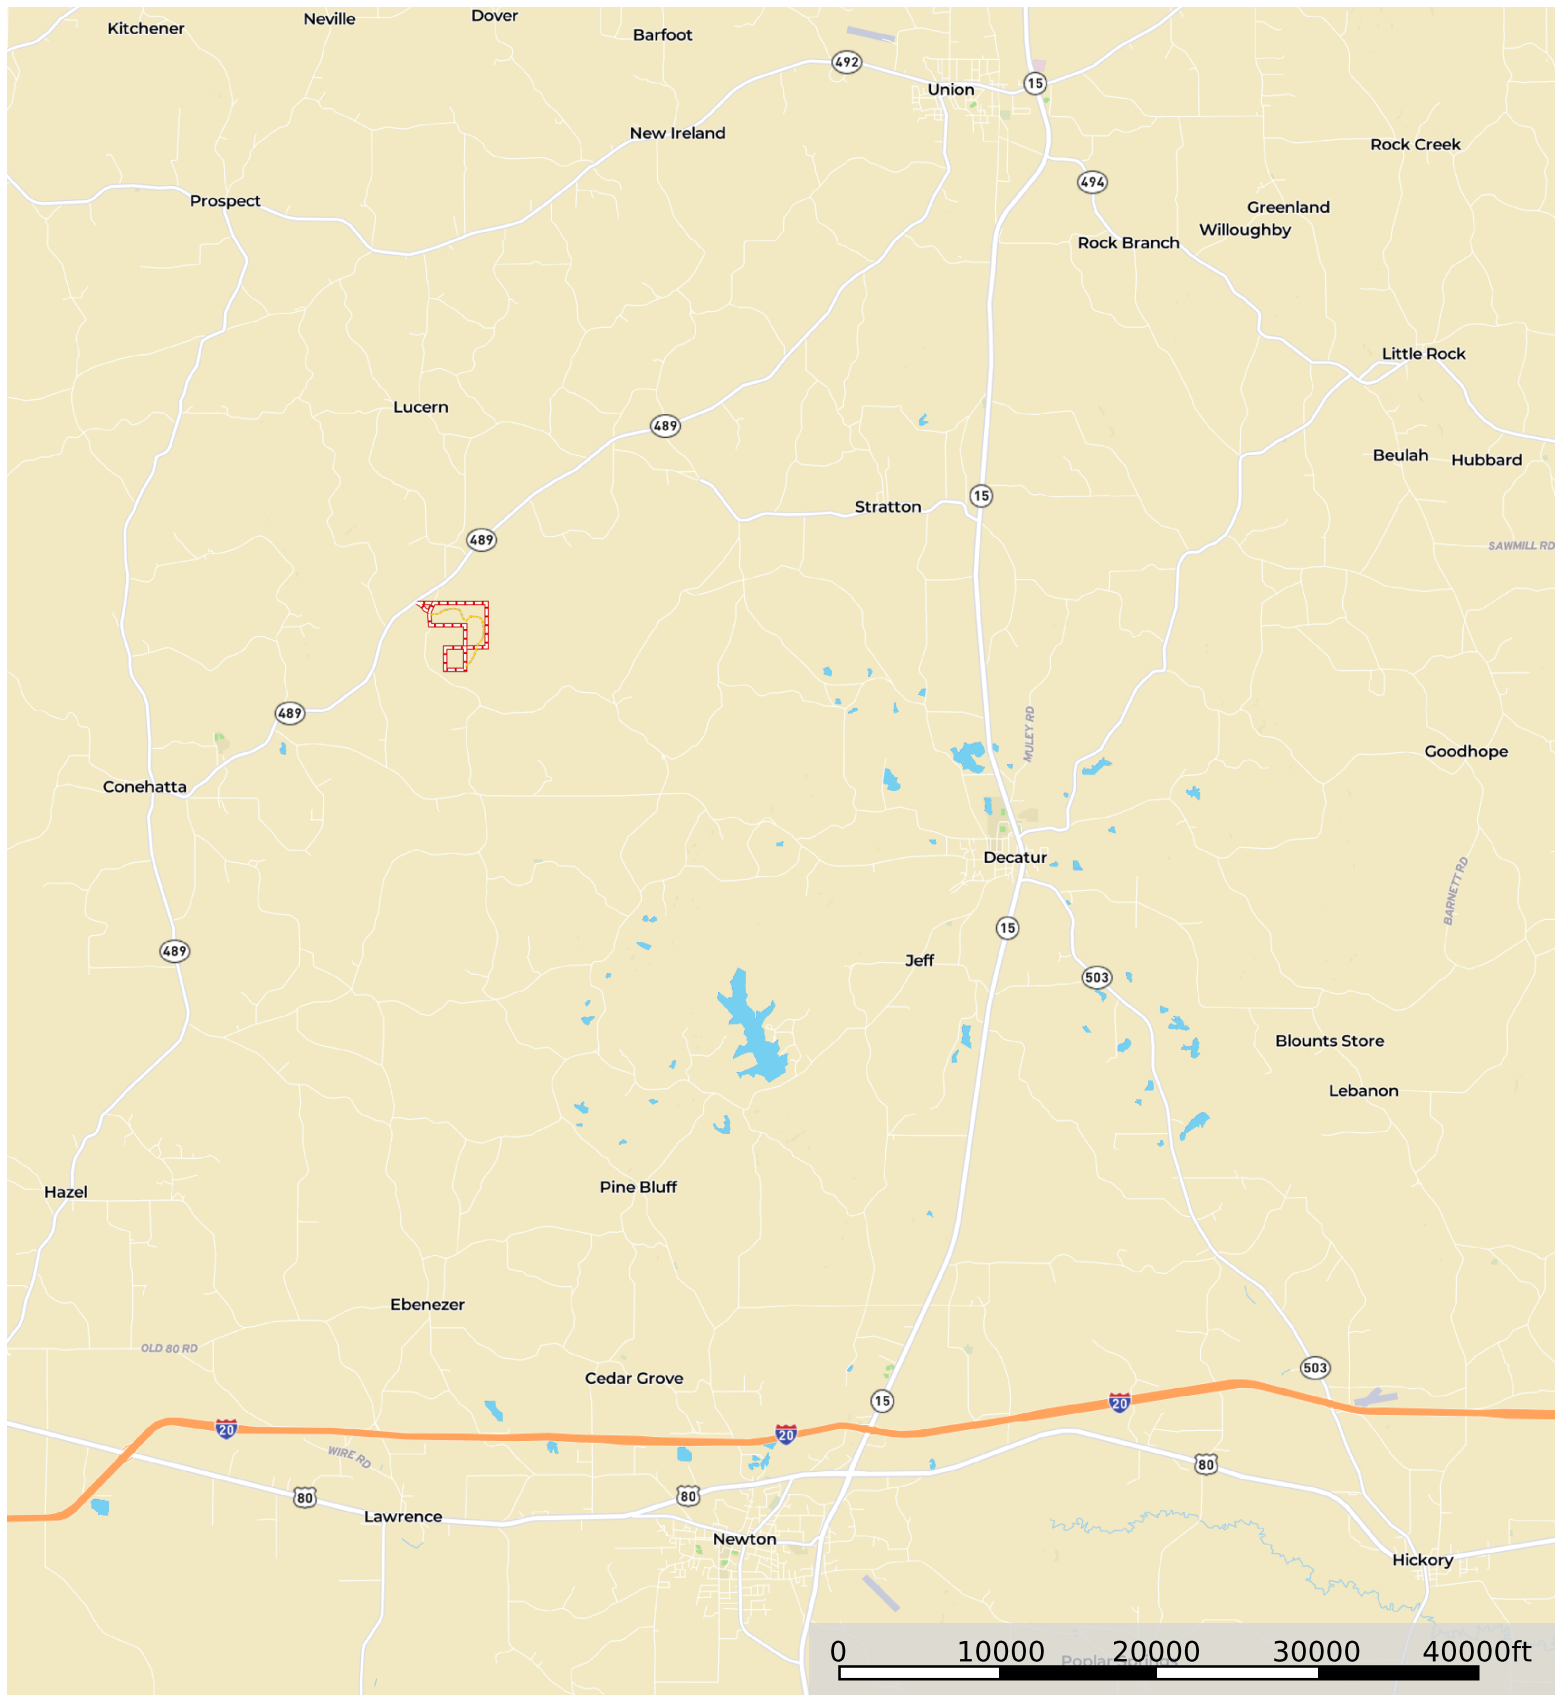 Kitchener
Neville
Dover
Barfoot
492
Union
15
New Ireland
Rock Creek
494
Prospect
Greenland
Willoughby
Rock Branch
Little Rock
Lucern
489
Beulah
Hubbard
15
Stratton
489
SAWMILL RD
489
MULEY RD
Goodhope
Conehatta
Decatur
BARNETT RD
15
489
Jeff
503
Blounts Store
Lebanon
Pine Bluff
Hazel
Ebenezer
OLD 80 RD
503
Cedar Grove
15
20
20
20
WIRE RD
80
80
80
Lawrence
Newton
Hickory
0 10000 20000 30000 40000ft
Poplar Springs